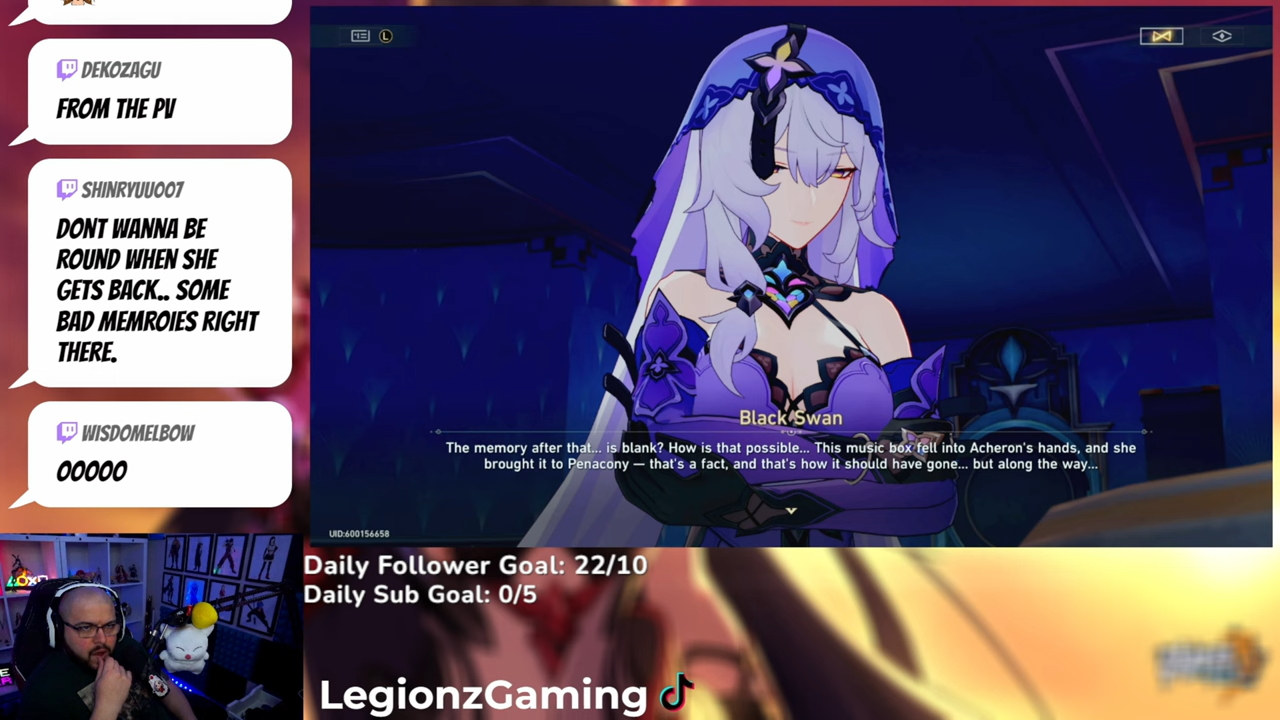 DEKOZAGU
FROM THE PV
SHINRYUU007
DONT WANNA BE
ROUND WHEN SHE
GETS BACK.. SOME
BAD MEMROIES RIGHT
THERE.
WISDOMELBOW
OOOOO
L
Black Swan
The memory after that... is blank? How is that possible... This music box fell into Acheron's hands, and she
brought it to Penacony — that's a fact, and that's how it should have gone... but along the way...
UID:600156658
Daily Follower Goal: 22/10
Daily Sub Goal: 0/5
LegionzGaming